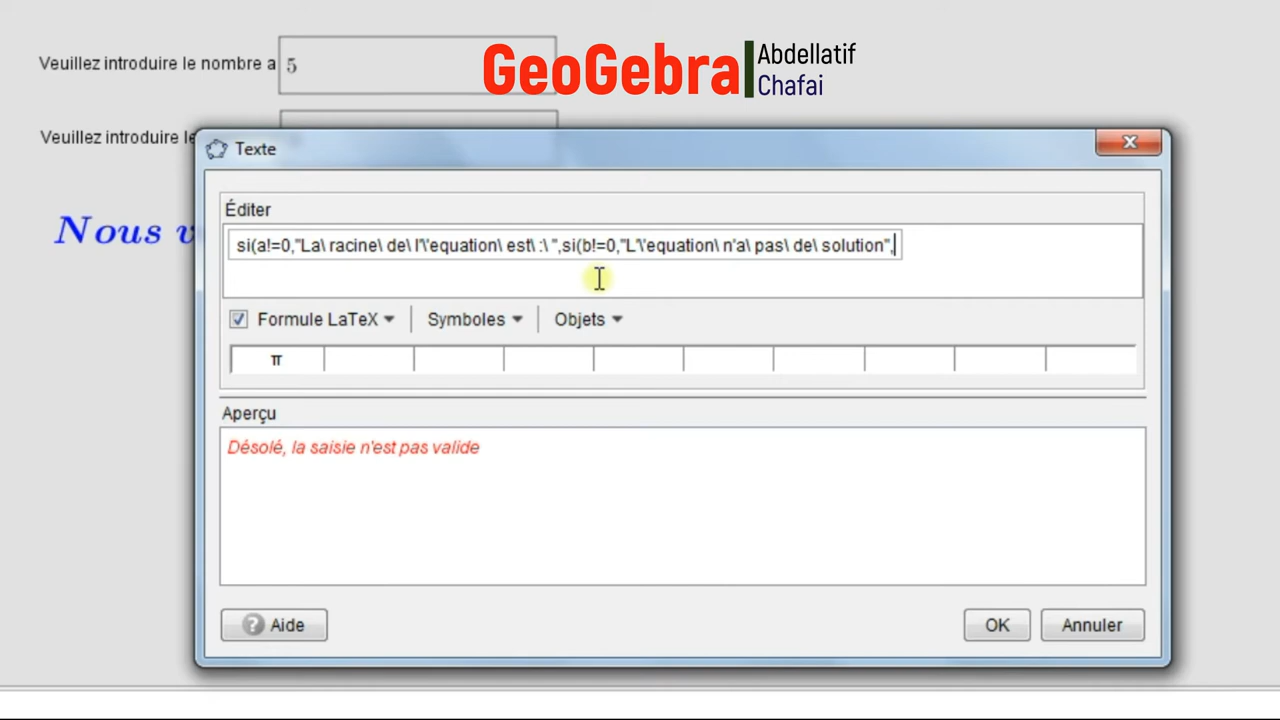 Veuillez introduire le nombre a
5
GeoGebra
Abdellatif
Chafai
Veuillez introduire le
Texte
Nous v
Éditer
si(a!=0,"La\ racine\ de\ l'\'equation\ est\ :\ ",si(b!=0,"L'\'equation\ n'a\ pas\ de\ solution",
Formule LaTeX
Symboles
Objets
π
Aperçu
Désolé, la saisie n'est pas valide
? Aide
OK
Annuler